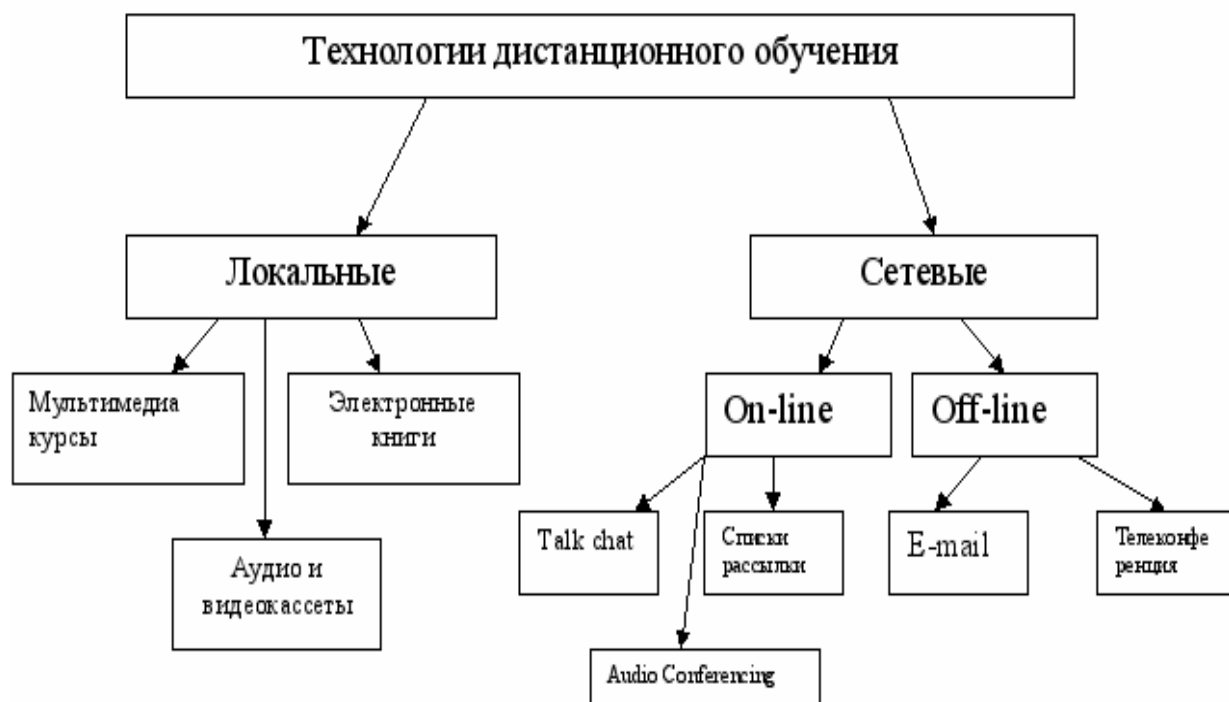 Технологии дистанционного обучения
Локальные
Сетевые
Мультимедиа
курсы
Электронные
книги
On-line
Off-line
Аудио и
видеокассеты
Talk chat
Списки
рассылки
E-mail
Телеконфе
ренция
Audio Conferencing